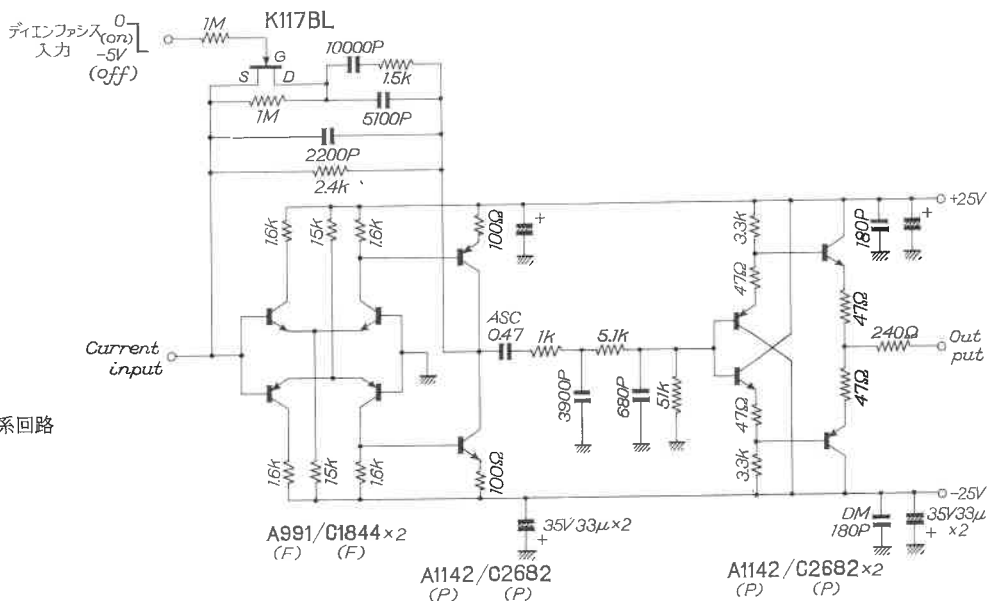 K117BL
ディエンファシス
入力
0
(on)
-5V
(off)
1M
G
S
D
10000P
1.5k
1M
5100P
2200P
2.4k
+25V
1.6k
15k
1.6k
100Ω
+
3.3k
180P
+
47Ω
47Ω
ASC
0.47
1k
5.1k
240Ω
Out
put
Current
input
3900P
680P
51k
47Ω
47Ω
系回路
1.6k
15k
1.6k
100Ω
3.3k
-25V
35V33μ×2
+
DM
180P
35V33μ
×2
+
A991/C1844×2
(F) (F)
A1142/C2682
(P) (P)
A1142/C2682×2
(P) (P)